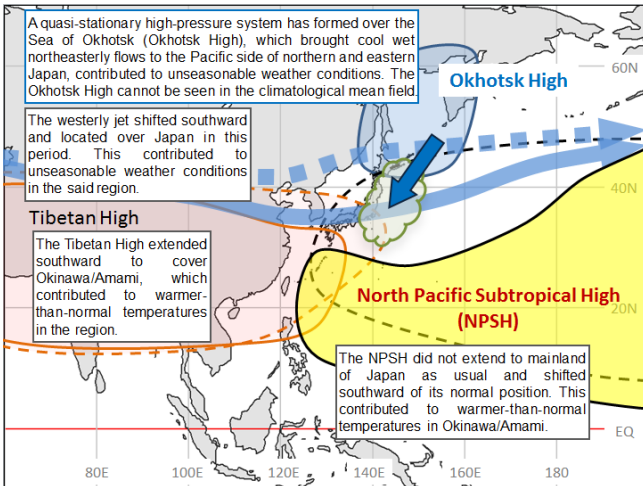 A quasi-stationary high-pressure system has formed over the
Sea of Okhotsk (Okhotsk High), which brought cool wet
northeasterly flows to the Pacific side of northern and eastern
Japan, contributed to unseasonable weather conditions. The
Okhotsk High cannot be seen in the climatological mean field.
60N
Okhotsk High
The westerly jet shifted southward
and located over Japan in this
period. This contributed to
unseasonable weather conditions
in the said region.
40N
Tibetan High
The Tibetan High extended
southward to cover
Okinawa/Amami, which
contributed to warmer-
than-normal temperatures
in the region.
North Pacific Subtropical High
(NPSH)
20N
The NPSH did not extend to mainland
of Japan as usual and shifted
southward of its normal position. This
contributed to warmer-than-normal
temperatures in Okinawa/Amami.
EQ
80E 100E 120E 140E 160E 180